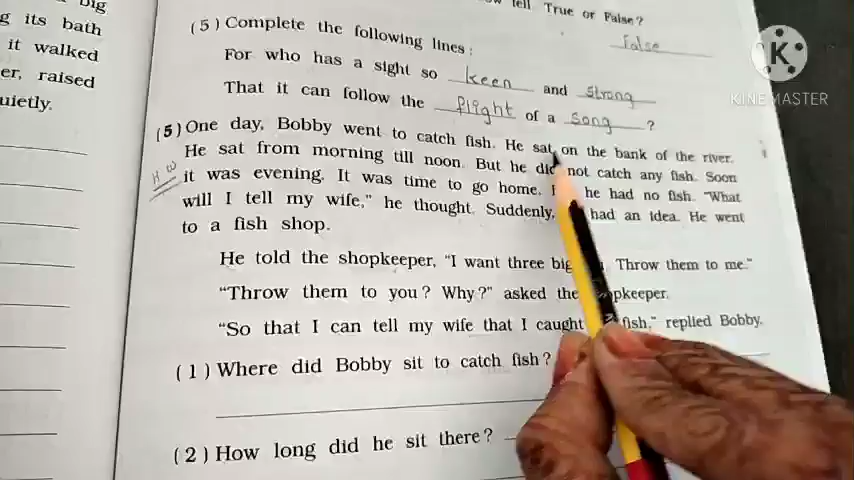 big
g its bath
it walked
er, raised
uietly.
tell True or False?
False
(5) Complete the following lines :
For who has a sight so keen and strong
That it can follow the flight of a song ?
(5) One day, Bobby went to catch fish. He sat on the bank of the river.
He sat from morning till noon. But he did not catch any fish. Soon
H W
it was evening. It was time to go home. he had no fish. "What
will I tell my wife," he thought. Suddenly, had an idea. He went
to a fish shop.
He told the shopkeeper, "I want three big Throw them to me."
"Throw them to you? Why?" asked the opkeeper.
"So that I can tell my wife that I caught fish," replied Bobby.
(1) Where did Bobby sit to catch fish?
(2) How long did he sit there?
K
KINE MASTER